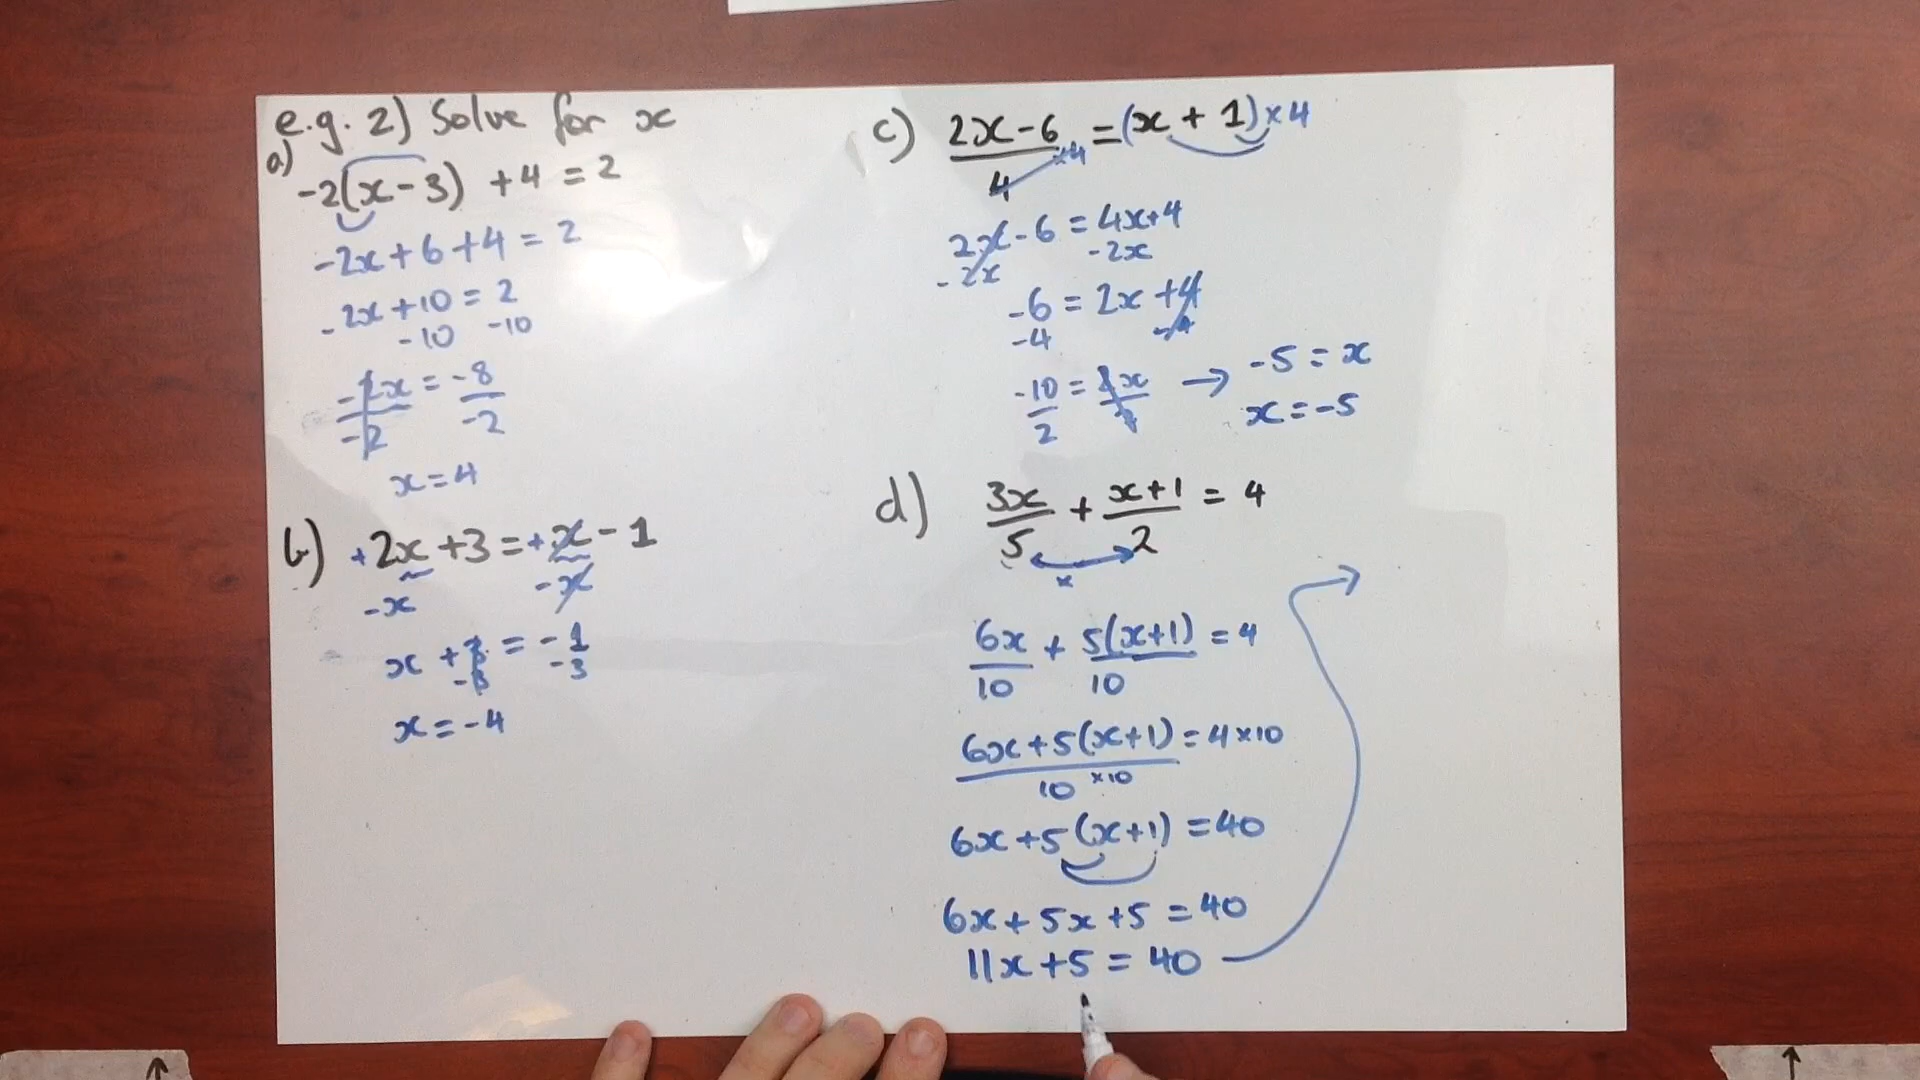 e.g. 2) Solve for x
a)
-2(x-3) +4 = 2
-2x+6+4 = 2
-2x+10 = 2
-10 -10
-2x = -8
-2 -2
x=4
b) +2x+3=+x-1
-x -x
x +3 = -1
-3 -3
x=-4
c) 2x-6 = (x+1)×4
4 ×4
2x-6 = 4x+4
-2x -2x
-6 = 2x+4
-4 -4
-10 = 2x → -5 = x
2 2 x=-5
d) 3x + x+1 = 4
5 2
×
6x + 5(x+1) = 4
10 10
6x+5(x+1) = 4×10
10 ×10
6x+5(x+1) =40
6x+5x+5 =40
11x+5 = 40